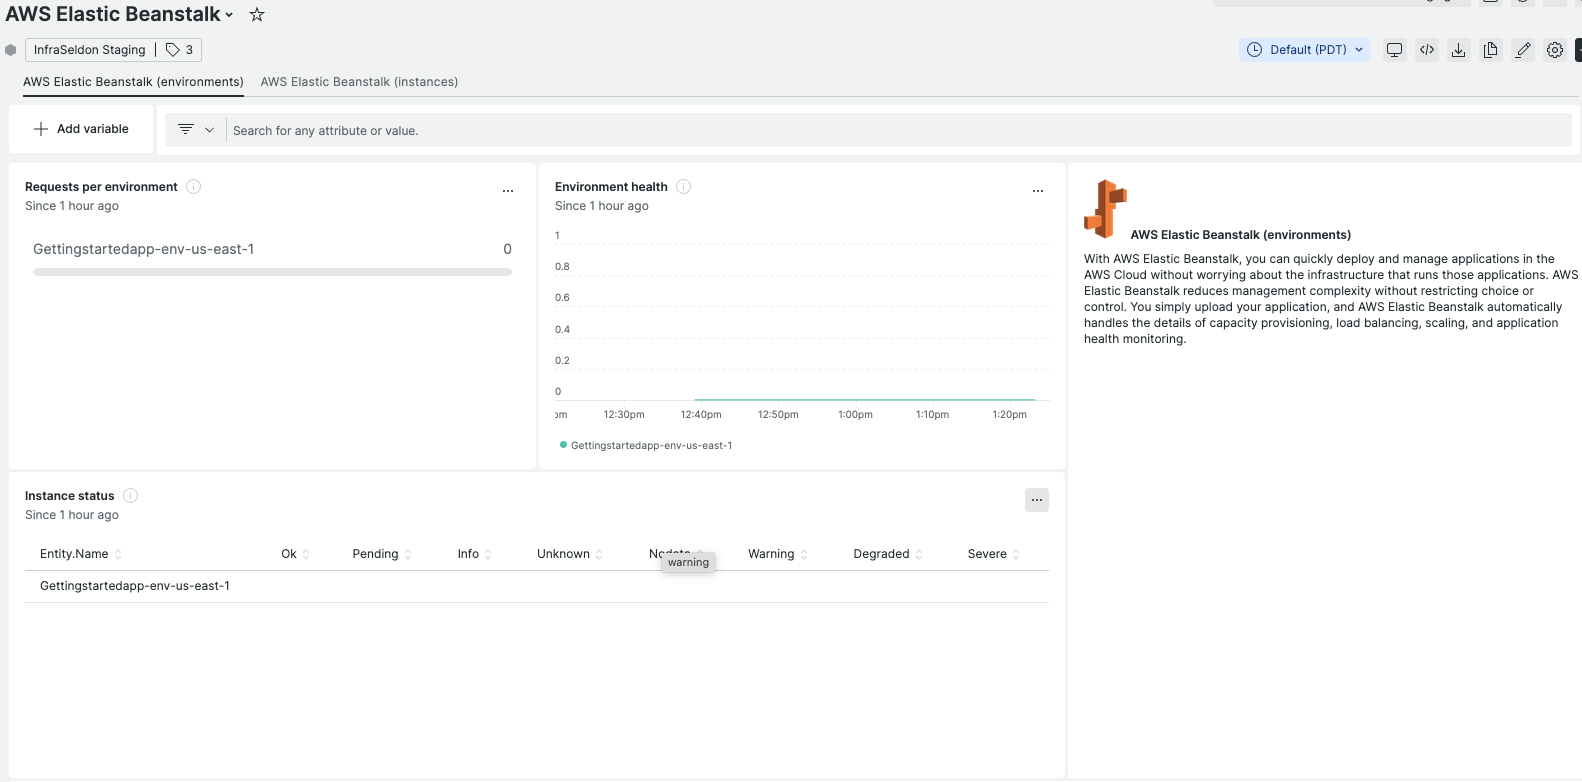 AWS Elastic Beanstalk
InfraSeldon Staging | 3
Default (PDT)
AWS Elastic Beanstalk (environments) AWS Elastic Beanstalk (instances)
Add variable
Search for any attribute or value.
Requests per environment
Since 1 hour ago
Gettingstartedapp-env-us-east-1 0
Environment health
Since 1 hour ago
1
0.8
0.6
0.4
0.2
0
om 12:30pm 12:40pm 12:50pm 1:00pm 1:10pm 1:20pm
Gettingstartedapp-env-us-east-1
AWS Elastic Beanstalk (environments)
With AWS Elastic Beanstalk, you can quickly deploy and manage applications in the
AWS Cloud without worrying about the infrastructure that runs those applications. AWS
Elastic Beanstalk reduces management complexity without restricting choice or
control. You simply upload your application, and AWS Elastic Beanstalk automatically
handles the details of capacity provisioning, load balancing, scaling, and application
health monitoring.
Instance status
Since 1 hour ago
Entity.Name Ok Pending Info Unknown Nodata Warning Degraded Severe
warning
Gettingstartedapp-env-us-east-1